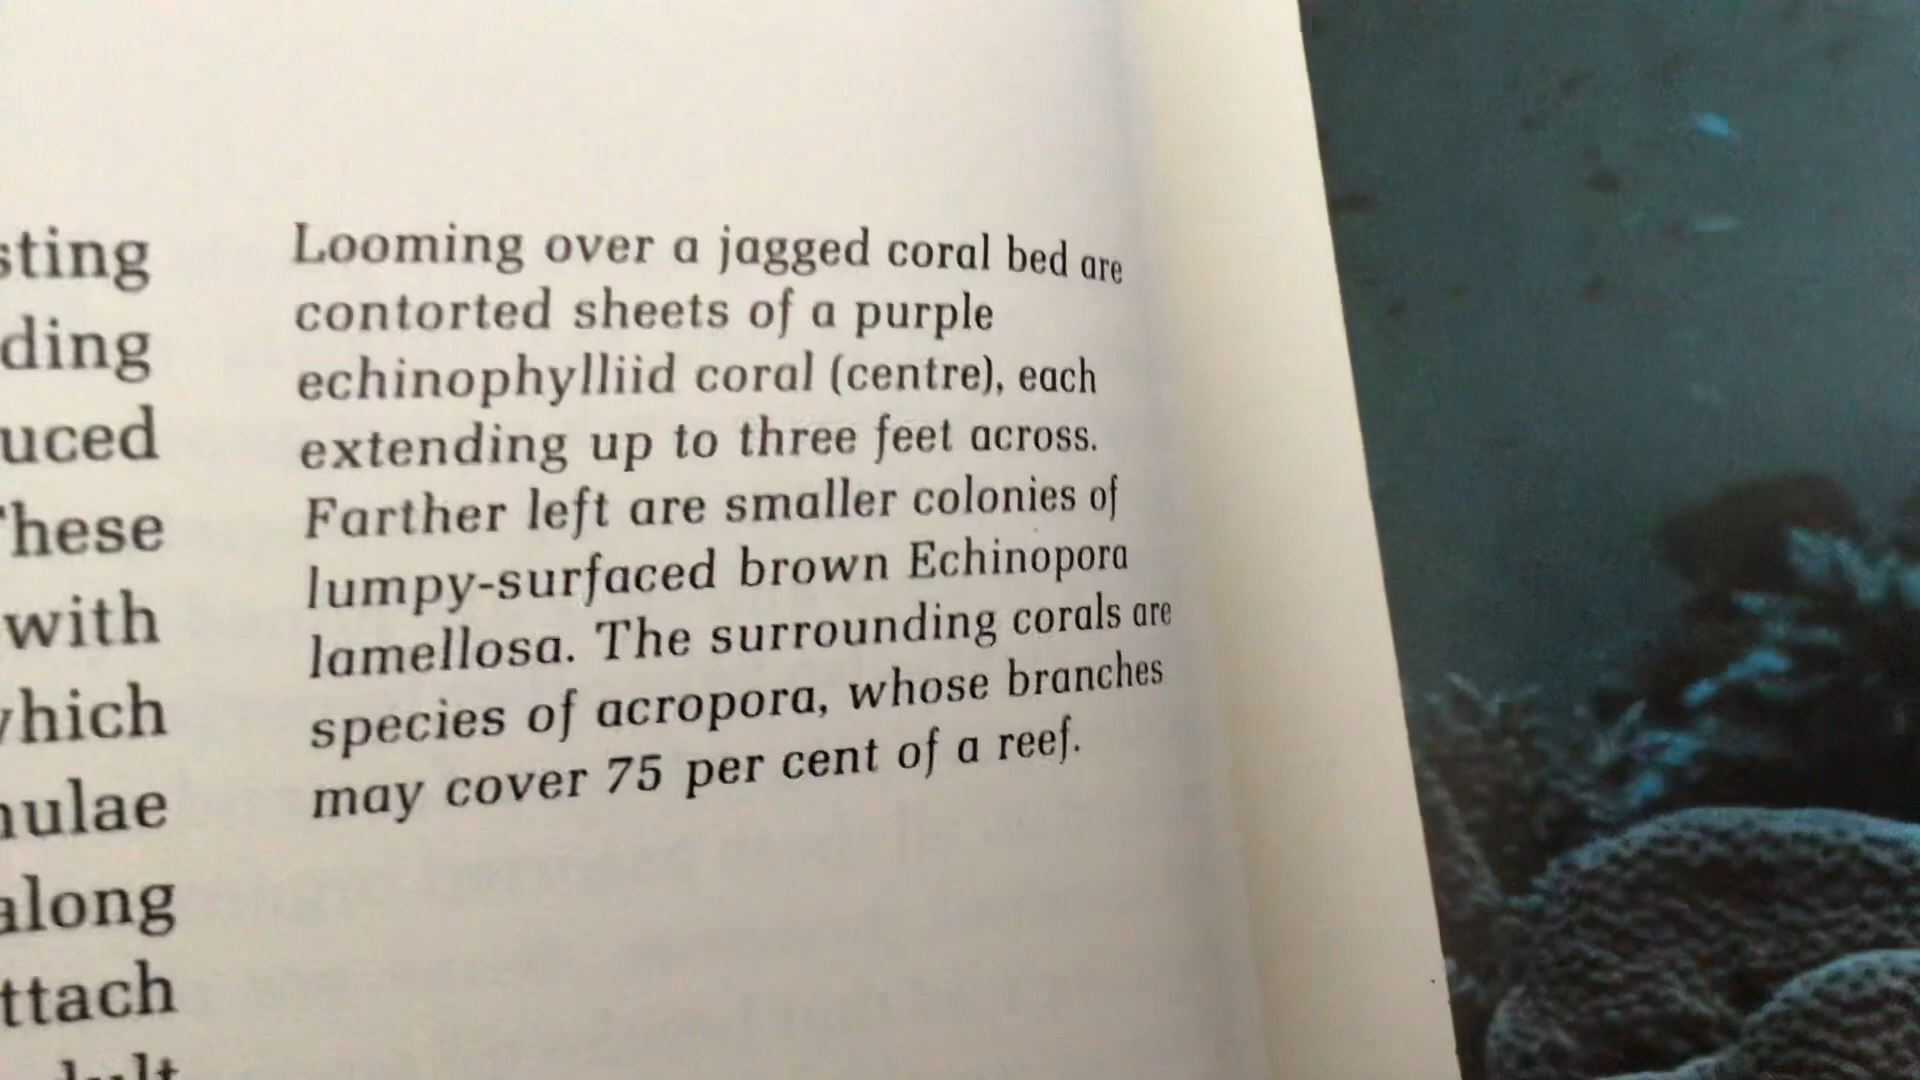 sting
ding
uced
These
with
which
nulae
along
ttach
Looming over a jagged coral bed are
contorted sheets of a purple
echinophylliid coral (centre), each
extending up to three feet across.
Farther left are smaller colonies of
lumpy-surfaced brown Echinopora
lamellosa. The surrounding corals are
species of acropora, whose branches
may cover 75 per cent of a reef.